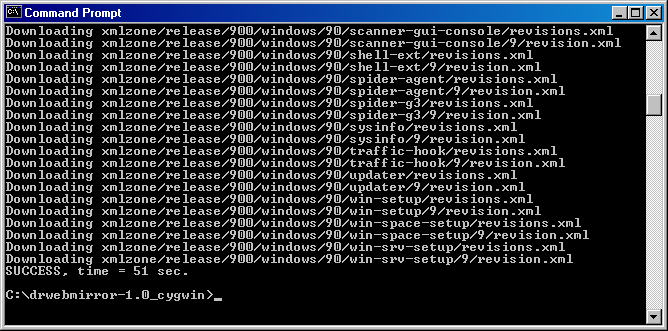 Command Prompt
Downloading xmlzone/release/900/windows/90/scanner-gui-console/revisions.xml
Downloading xmlzone/release/900/windows/90/scanner-gui-console/9/revision.xml
Downloading xmlzone/release/900/windows/90/shell-ext/revisions.xml
Downloading xmlzone/release/900/windows/90/shell-ext/9/revision.xml
Downloading xmlzone/release/900/windows/90/spider-agent/revisions.xml
Downloading xmlzone/release/900/windows/90/spider-agent/9/revision.xml
Downloading xmlzone/release/900/windows/90/spider-g3/revisions.xml
Downloading xmlzone/release/900/windows/90/spider-g3/9/revision.xml
Downloading xmlzone/release/900/windows/90/sysinfo/revisions.xml
Downloading xmlzone/release/900/windows/90/sysinfo/9/revision.xml
Downloading xmlzone/release/900/windows/90/traffic-hook/revisions.xml
Downloading xmlzone/release/900/windows/90/traffic-hook/9/revision.xml
Downloading xmlzone/release/900/windows/90/updater/revisions.xml
Downloading xmlzone/release/900/windows/90/updater/9/revision.xml
Downloading xmlzone/release/900/windows/90/win-setup/revisions.xml
Downloading xmlzone/release/900/windows/90/win-setup/9/revision.xml
Downloading xmlzone/release/900/windows/90/win-space-setup/revisions.xml
Downloading xmlzone/release/900/windows/90/win-space-setup/9/revision.xml
Downloading xmlzone/release/900/windows/90/win-srv-setup/revisions.xml
Downloading xmlzone/release/900/windows/90/win-srv-setup/9/revision.xml
SUCCESS, time = 51 sec.
C:\drwebmirror-1.0_cygwin>_